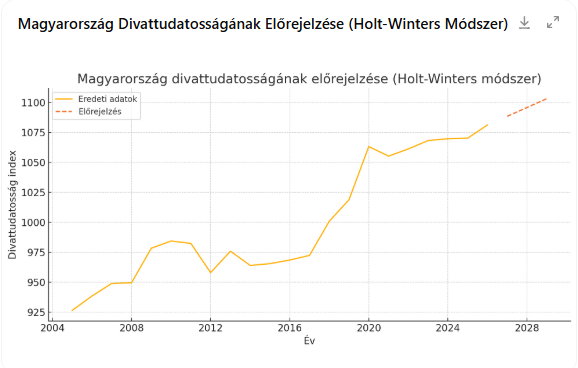 Magyarország Divattudatosságának Előrejelzése (Holt-Winters Módszer)
Magyarország divattudatosságának előrejelzése (Holt-Winters módszer)
Eredeti adatok
Előrejelzés
Divattudatosság index
1100
1075
1050
1025
1000
975
950
925
2004 2008 2012 2016 2020 2024 2028
Év